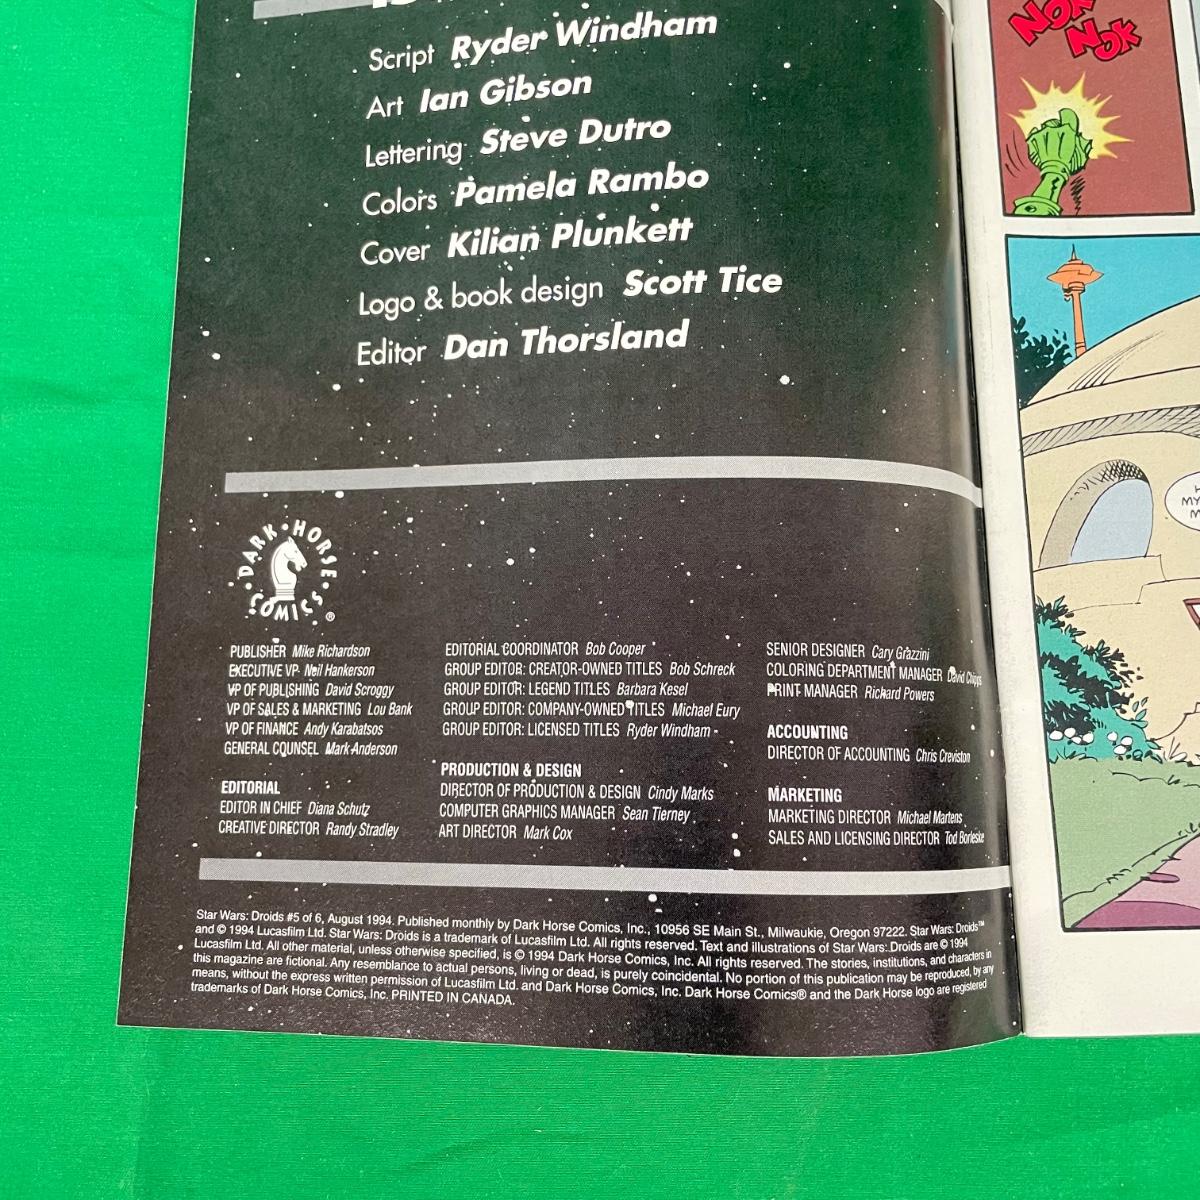 Script Ryder Windham
Art Ian Gibson
Lettering Steve Dutro
Colors Pamela Rambo
Cover Kilian Plunkett
Logo & book design Scott Tice
Editor Dan Thorsland
DARK HORSE COMICS ®
PUBLISHER Mike Richardson
EXECUTIVE VP Neil Hankerson
VP OF PUBLISHING David Scroggy
VP OF SALES & MARKETING Lou Bank
VP OF FINANCE Andy Karabatsos
GENERAL COUNSEL Mark Anderson
EDITORIAL
EDITOR IN CHIEF Diana Schutz
CREATIVE DIRECTOR Randy Stradley
EDITORIAL COORDINATOR Bob Cooper
GROUP EDITOR: CREATOR-OWNED TITLES Bob Schreck
GROUP EDITOR: LEGEND TITLES Barbara Kesel
GROUP EDITOR: COMPANY-OWNED TITLES Michael Eury
GROUP EDITOR: LICENSED TITLES Ryder Windham
PRODUCTION & DESIGN
DIRECTOR OF PRODUCTION & DESIGN Cindy Marks
COMPUTER GRAPHICS MANAGER Sean Tierney
ART DIRECTOR Mark Cox
SENIOR DESIGNER Cary Grazzini
COLORING DEPARTMENT MANAGER David Chipps
PRINT MANAGER Richard Powers
ACCOUNTING
DIRECTOR OF ACCOUNTING Chris Creviston
MARKETING
MARKETING DIRECTOR Michael Martens
SALES AND LICENSING DIRECTOR Tod Borleske
Star Wars: Droids #5 of 6, August 1994. Published monthly by Dark Horse Comics, Inc., 10956 SE Main St., Milwaukie, Oregon 97222. Star Wars: Droids™
and © 1994 Lucasfilm Ltd. Star Wars: Droids is a trademark of Lucasfilm Ltd. All rights reserved. Text and illustrations of Star Wars: Droids are © 1994
Lucasfilm Ltd. All other material, unless otherwise specified, is © 1994 Dark Horse Comics, Inc. All rights reserved. The stories, institutions, and characters in
this magazine are fictional. Any resemblance to actual persons, living or dead, is purely coincidental. No portion of this publication may be reproduced, by any
means, without the express written permission of Lucasfilm Ltd. and Dark Horse Comics, Inc. Dark Horse Comics® and the Dark Horse logo are registered
trademarks of Dark Horse Comics, Inc. PRINTED IN CANADA.
NOK
NOK
MY